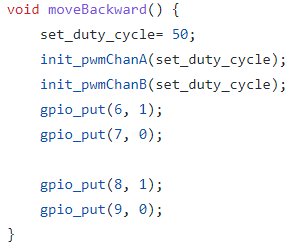 void moveBackward() {
    set_duty_cycle= 50;
    init_pwmChanA(set_duty_cycle);
    init_pwmChanB(set_duty_cycle);
    gpio_put(6, 1);
    gpio_put(7, 0);

    gpio_put(8, 1);
    gpio_put(9, 0);
}